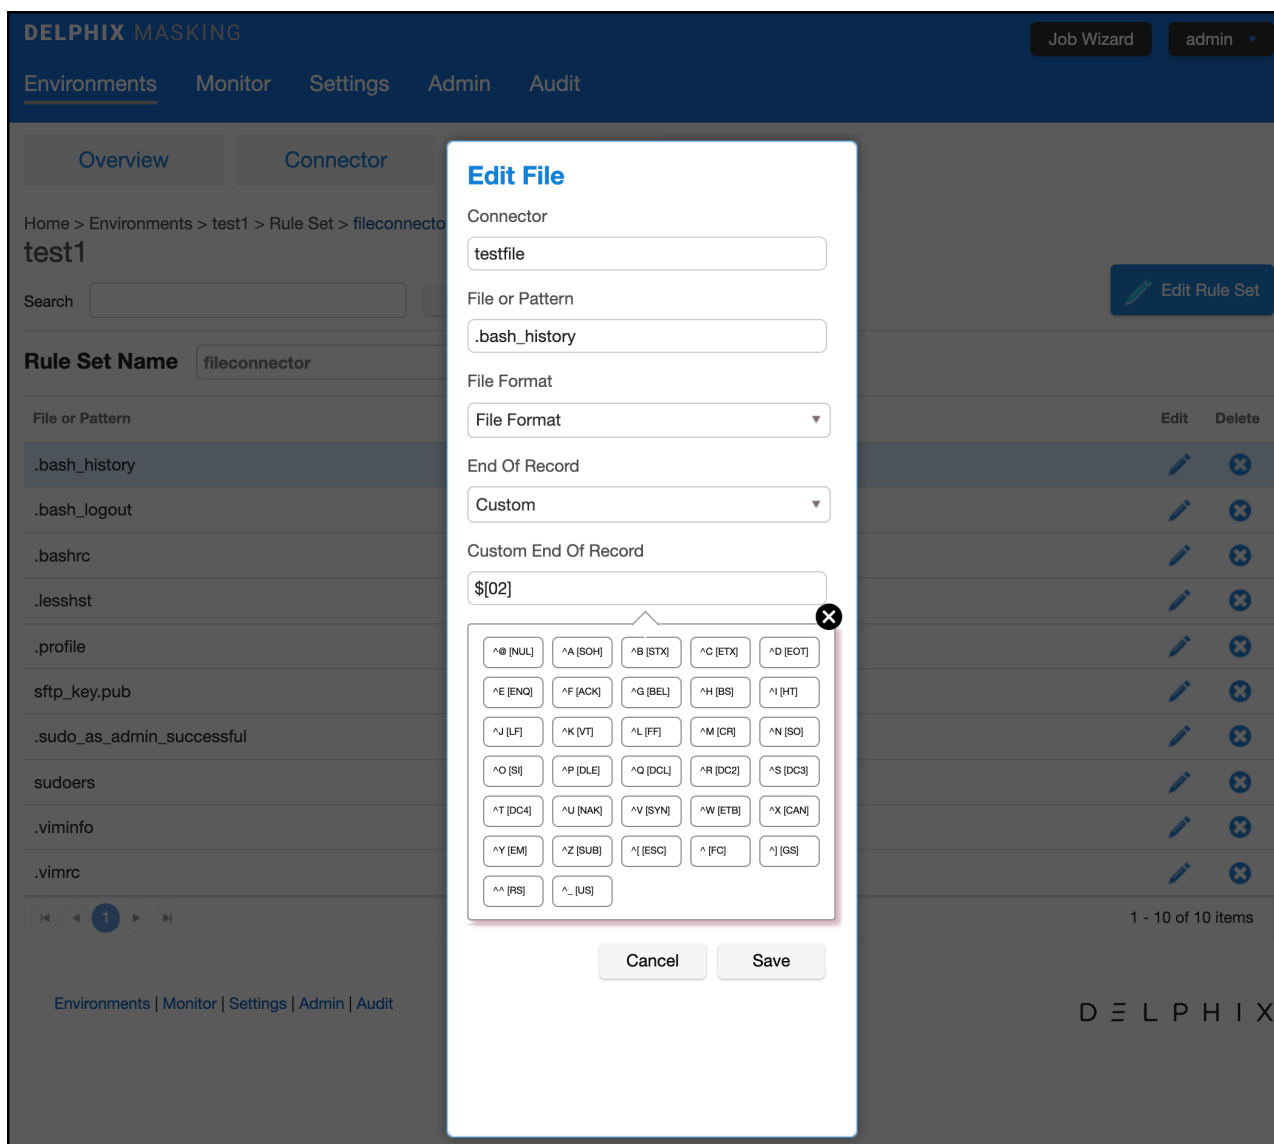 DELPHIX MASKING
Job Wizard admin
Environments Monitor Settings Admin Audit
Overview Connector
Home > Environments > test1 > Rule Set > fileconnecto
test1
Search
Edit Rule Set
Rule Set Name fileconnector
File or Pattern Edit Delete
.bash_history
.bash_logout
.bashrc
.lesshst
.profile
sftp_key.pub
.sudo_as_admin_successful
sudoers
.viminfo
.vimrc
1
1 - 10 of 10 items
Environments | Monitor | Settings | Admin | Audit
DELPHIX
Edit File
Connector
testfile
File or Pattern
.bash_history
File Format
File Format
End Of Record
Custom
Custom End Of Record
$[02]
^@ [NUL] ^A [SOH] ^B [STX] ^C [ETX] ^D [EOT]
^E [ENQ] ^F [ACK] ^G [BEL] ^H [BS] ^I [HT]
^J [LF] ^K [VT] ^L [FF] ^M [CR] ^N [SO]
^O [SI] ^P [DLE] ^Q [DCL] ^R [DC2] ^S [DC3]
^T [DC4] ^U [NAK] ^V [SYN] ^W [ETB] ^X [CAN]
^Y [EM] ^Z [SUB] ^[ [ESC] ^ [FC] ^] [GS]
^^ [RS] ^_ [US]
Cancel Save